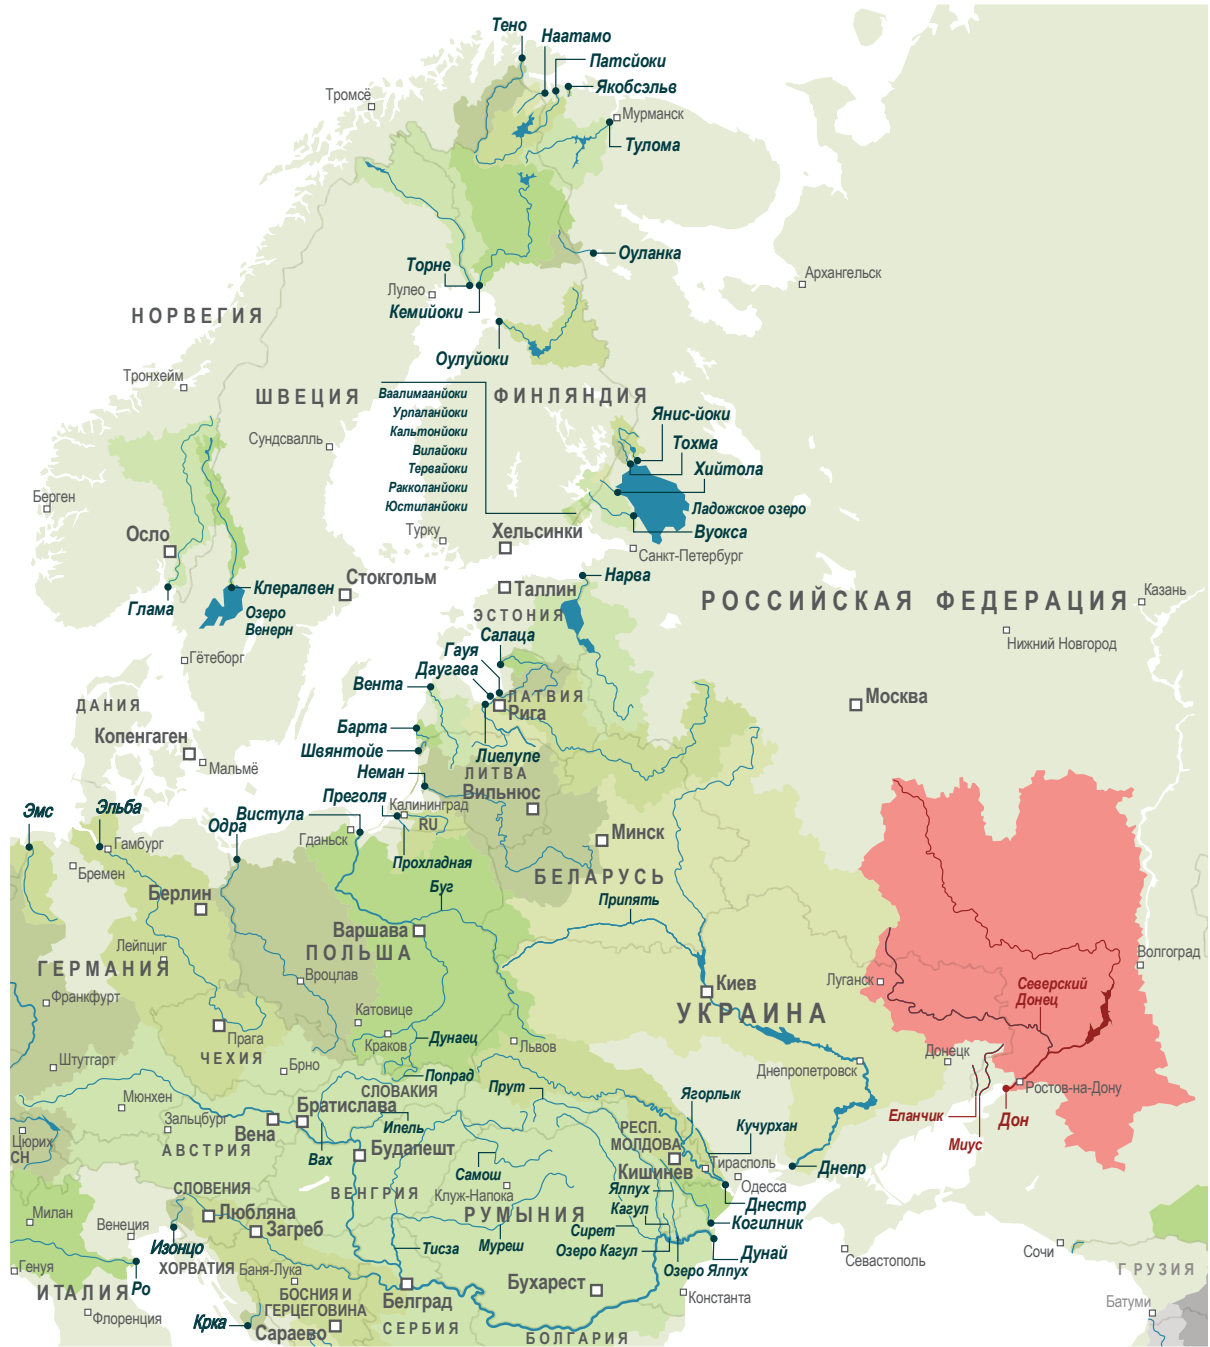 Тено
Наатамо
Патсйоки
Якобсэльв
Тромсё
Мурманск
Тулома
Оуланка
Торне
Лулео
Архангельск
Кемийоки
НОРВЕГИЯ
Оулуйоки
Тронхейм
ШВЕЦИЯ
Ваалимаанйоки
ФИНЛЯНДИЯ
Урпаланйоки
Янис-йоки
Кальтонйоки
Сундсвалль
Тохма
Вилайоки
Тервайоки
Хийтола
Ракколанйоки
Берген
Юстиланйоки
Ладожское озеро
Турку
Хельсинки
Вуокса
Осло
Санкт-Петербург
Нарва
Стокгольм
Клералвен
Таллин
Казань
Глама
Озеро
Венерн
РОССИЙСКАЯ ФЕДЕРАЦИЯ
ЭСТОНИЯ
Салаца
Нижний Новгород
Гауя
Гётеборг
Даугава
Вента
ЛАТВИЯ
Москва
ДАНИЯ
Рига
Барта
Копенгаген
Швянтойе
Лиелупе
Мальмё
Неман
ЛИТВА
Вильнюс
Преголя
Калининград
RU
Эмс
Эльба
Вистула
Одра
Гданьск
Минск
Гамбург
Прохладная
Бремен
БЕЛАРУСЬ
Буг
Берлин
Припять
Варшава
Лейпциг
ПОЛЬША
Волгоград
ГЕРМАНИЯ
Вроцлав
Луганск
Киев
Северский
Донец
Франкфурт
Катовице
УКРАИНА
Прага
Краков
Дунаец
Львов
Донецк
Штутгарт
ЧЕХИЯ
Брно
Днепропетровск
Попрад
Ростов-на-Дону
СЛОВАКИЯ
Прут
Ягорлык
Мюнхен
Братислава
Еланчик
Дон
Зальцбург
Ипель
РЕСП.
МОЛДОВА
Кучурхан
Цюрих
Вена
Миус
CH
АВСТРИЯ
Вах
Будапешт
Тирасполь
Днепр
Самош
Кишинев
СЛОВЕНИЯ
ВЕНГРИЯ
Клуж-Напока
Ялпух
Одесса
Милан
Любляна
РУМЫНИЯ
Кагул
Днестр
Венеция
Загреб
Сирет
Когилник
Изонцо
Тисза
Муреш
Озеро Кагул
Дунай
Сочи
Севастополь
Генуя
ХОРВАТИЯ
Баня-Лука
Озеро Ялпух
ГРУЗИЯ
ИТАЛИЯ
Ро
БОСНИЯ И
ГЕРЦЕГОВИНА
Белград
Бухарест
Константа
Батуми
Флоренция
Крка
Сараево
СЕРБИЯ
БОЛГАРИЯ